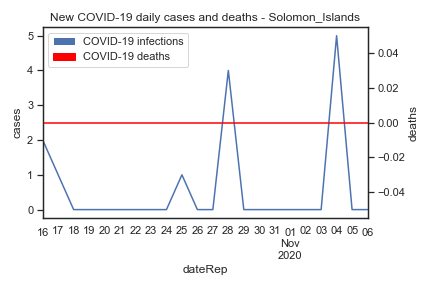 New COVID-19 daily cases and deaths - Solomon_Islands
COVID-19 infections
COVID-19 deaths
5
4
3
2
1
0
cases
0.04
0.02
0.00
−0.02
−0.04
deaths
16 17 18 19 20 21 22 23 24 25 26 27 28 29 30 31 01 02 03 04 05 06
Nov
2020
dateRep